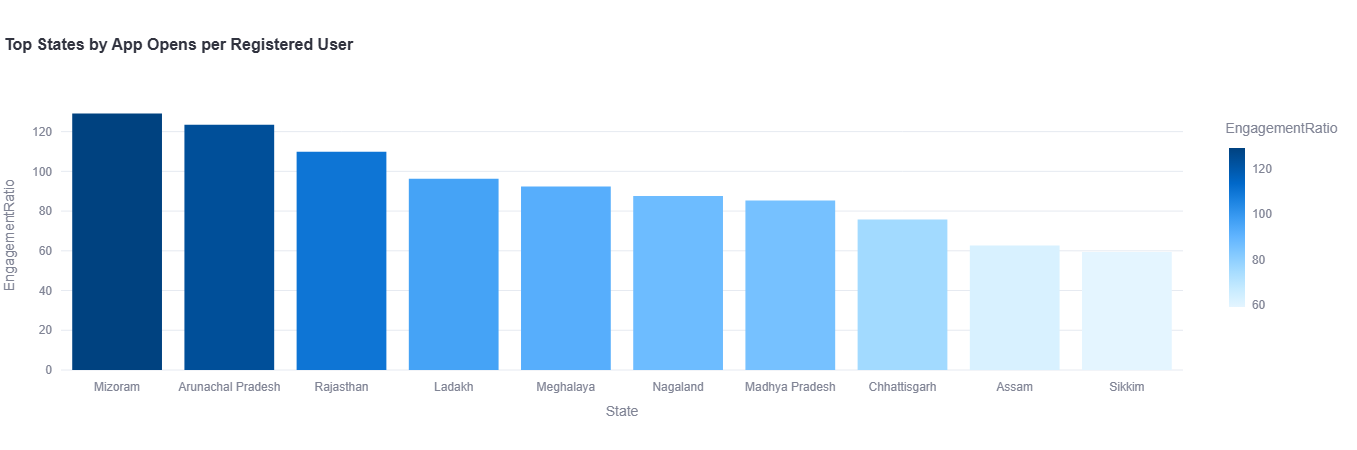 Top States by App Opens per Registered User
EngagementRatio
120
100
80
60
40
20
0
Mizoram Arunachal Pradesh Rajasthan Ladakh Meghalaya Nagaland Madhya Pradesh Chhattisgarh Assam Sikkim
State
EngagementRatio
120
100
80
60